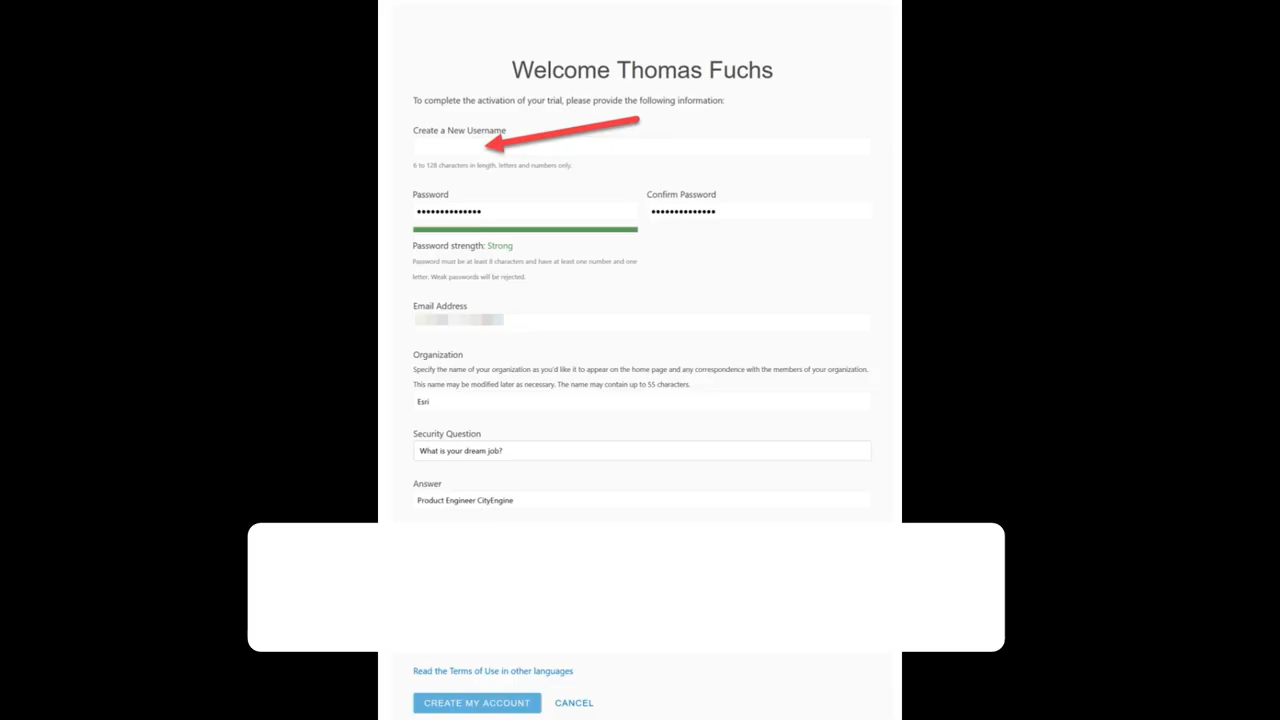 Welcome Thomas Fuchs
To complete the activation of your trial, please provide the following information:
Create a New Username
6 to 128 characters in length, letters and numbers only.
Password
Confirm Password
••••••••••••••
••••••••••••••
Password strength: Strong
Password must be at least 8 characters and have at least one number and one
letter. Weak passwords will be rejected.
Email Address
Organization
Specify the name of your organization as you'd like it to appear on the home page and any correspondence with the members of your organization.
This name may be modified later as necessary. The name may contain up to 55 characters.
Esri
Security Question
What is your dream job?
Answer
Product Engineer CityEngine
Read the Terms of Use in other languages
CREATE MY ACCOUNT
CANCEL